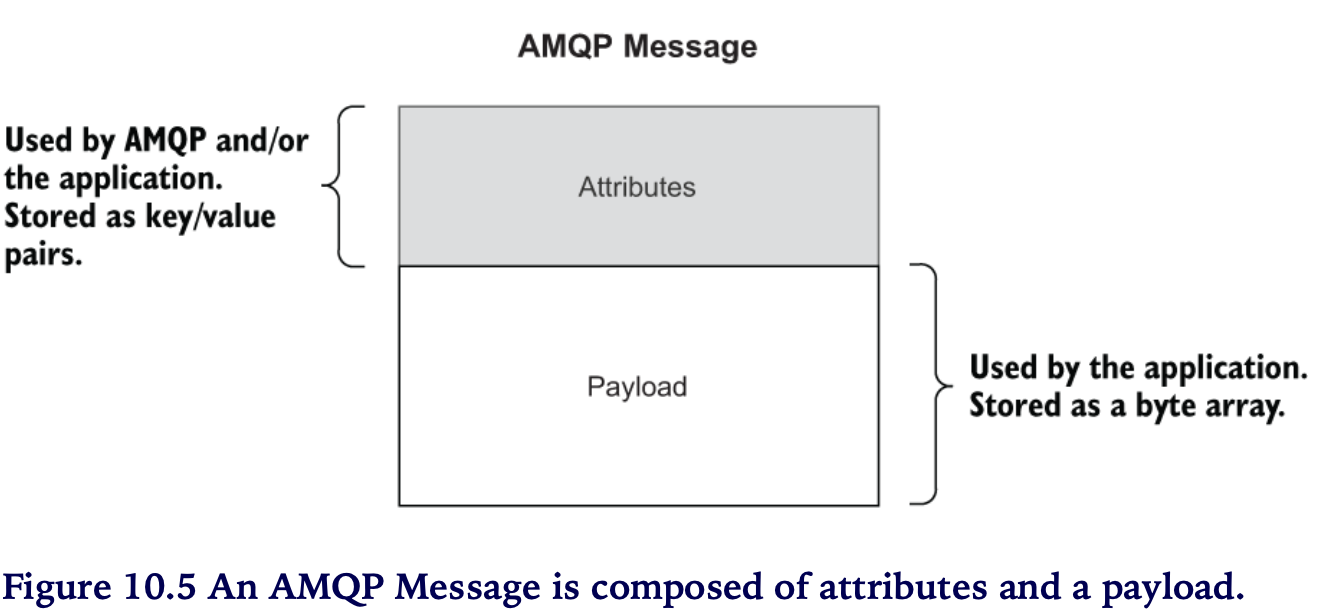 AMQP Message
Used by AMQP and/or
the application.
Stored as key/value
pairs.
Attributes
Payload
Used by the application.
Stored as a byte array.
Figure 10.5 An AMQP Message is composed of attributes and a payload.